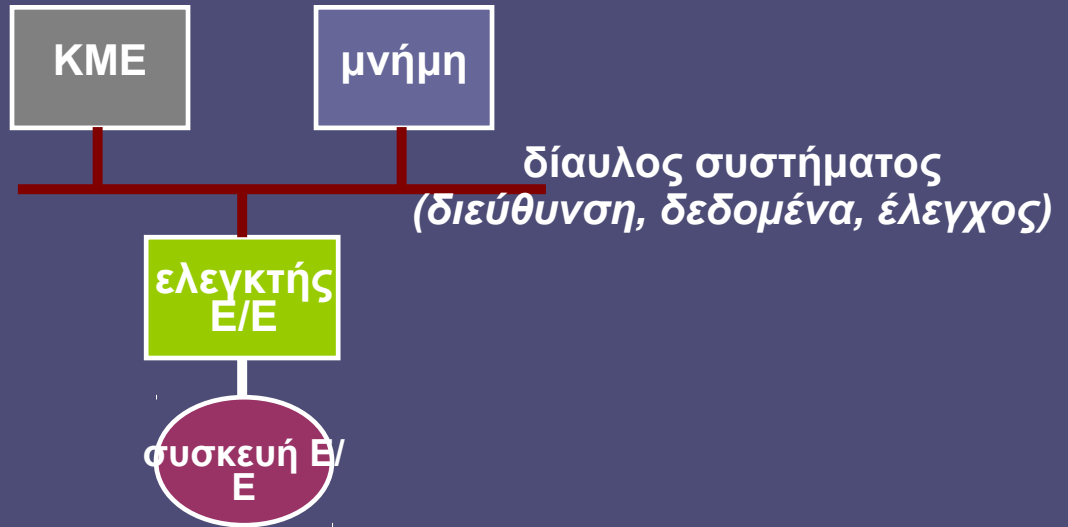 ΚΜΕ
μνήμη
δίαυλος συστήματος
(διεύθυνση, δεδομένα, έλεγχος)
ελεγκτής
Ε/Ε
συσκευή Ε/
Ε